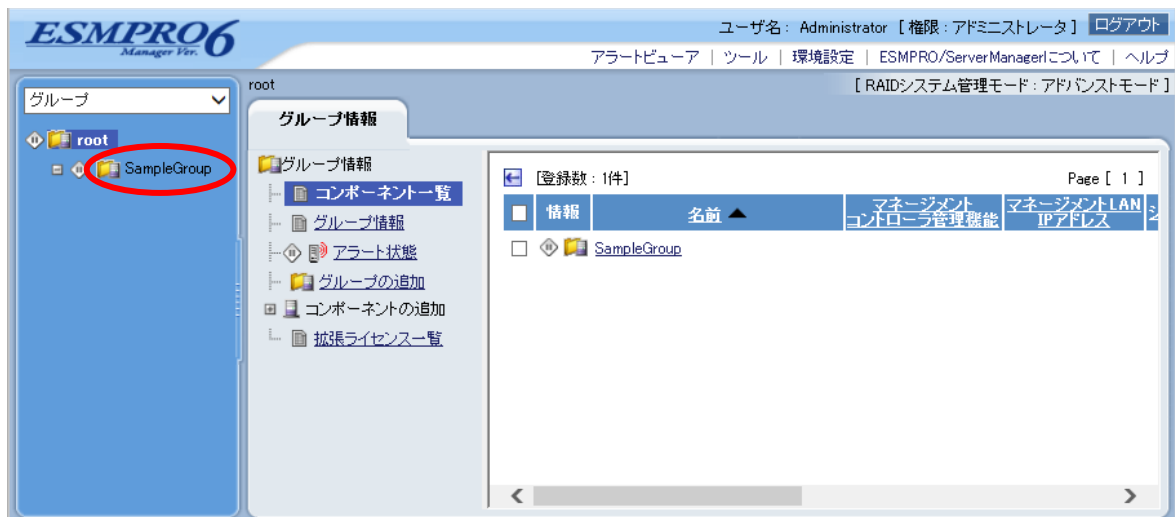 ESMPRO6
Manager Ver.
ユーザ名： Administrator [ 権限：アドミニストレータ ] ログアウト
アラートビューア | ツール | 環境設定 | ESMPRO/ServerManagerについて | ヘルプ
グループ
root
SampleGroup
root
[ RAIDシステム管理モード：アドバンストモード ]
グループ情報
グループ情報
コンポーネント一覧
グループ情報
アラート状態
グループの追加
コンポーネントの追加
拡張ライセンス一覧
[登録数：1件]
Page [ 1 ]
情報 名前 ▲ マネージメント
コントローラ管理機能 マネージメントLAN
IPアドレス
SampleGroup